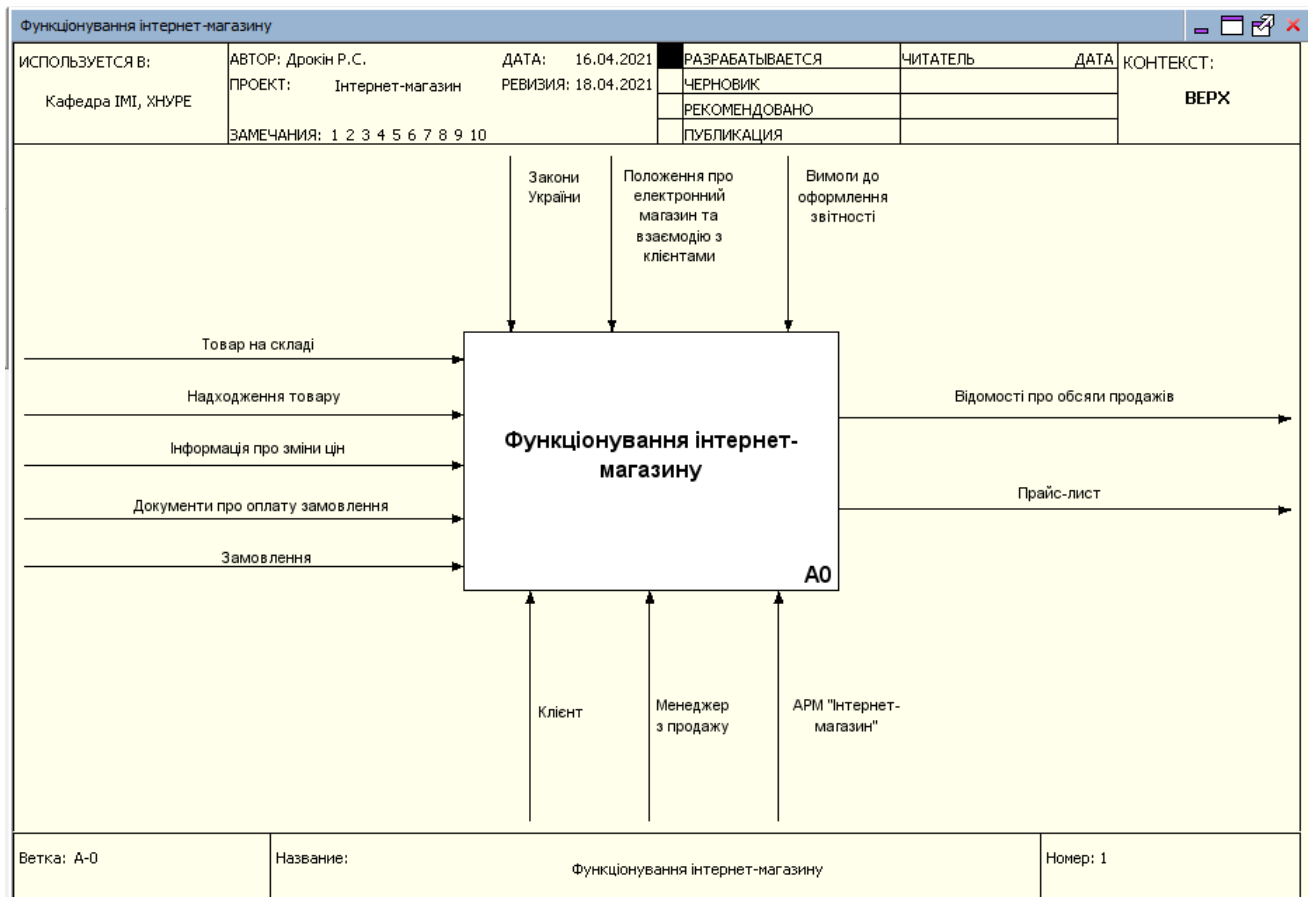 Функціонування інтернет-магазину
ИСПОЛЬЗУЕТСЯ В:
Кафедра ІМІ, ХНУРЕ
АВТОР: Дрокін Р.С.
ДАТА: 16.04.2021
ПРОЕКТ: Інтернет-магазин
РЕВИЗИЯ: 18.04.2021
ЗАМЕЧАНИЯ: 1 2 3 4 5 6 7 8 9 10
РАЗРАБАТЫВАЕТСЯ
ЧЕРНОВИК
РЕКОМЕНДОВАНО
ПУБЛИКАЦИЯ
ЧИТАТЕЛЬ
ДАТА
КОНТЕКСТ:
ВЕРХ
Закони
України
Положення про
електронний
магазин та
взаємодію з
клієнтами
Вимоги до
оформлення
звітності
Товар на складі
Надходження товару
Інформація про зміни цін
Документи про оплату замовлення
Замовлення
Функціонування інтернет-
магазину
A0
Відомості про обсяги продажів
Прайс-лист
Клієнт
Менеджер
з продажу
АРМ "Інтернет-
магазин"
Ветка: A-0
Название:
Функціонування інтернет-магазину
Номер: 1